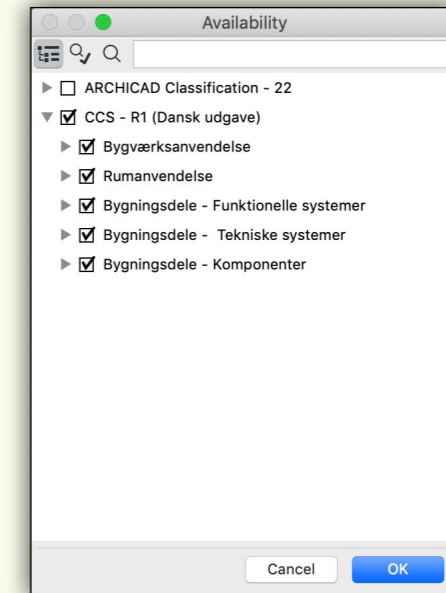 Availability
ARCHICAD Classification - 22
CCS - R1 (Dansk udgave)
Bygværksanvendelse
Rumanvendelse
Bygningsdele - Funktionelle systemer
Bygningsdele -  Tekniske systemer
Bygningsdele - Komponenter
Cancel
OK